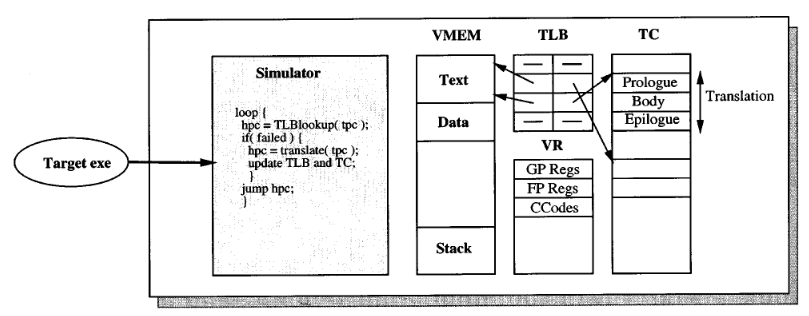 VMEM TLB TC
Simulator
Text
Prologue
Body
Epilogue
Translation
loop {
hpc = TLBlookup( tpc );
if( failed ) {
hpc = translate( tpc );
update TLB and TC;
}
jump hpc;
}
Data
VR
Target exe
GP Regs
FP Regs
CCodes
Stack